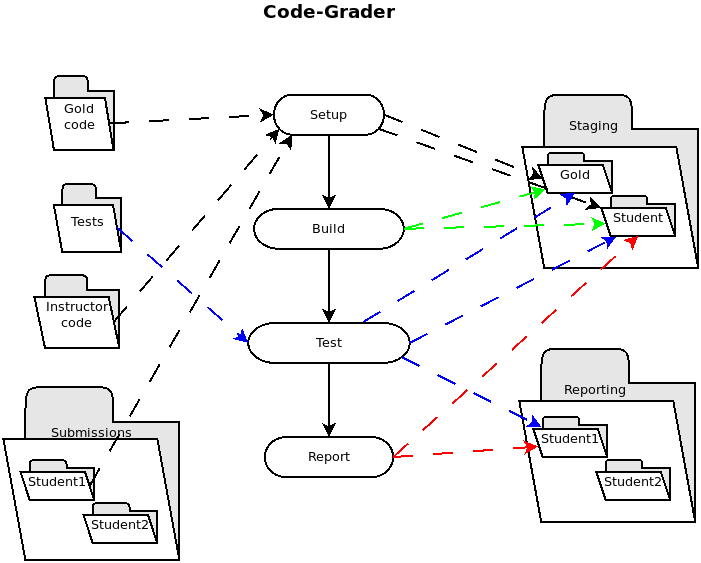 Code-Grader
Gold
code
Setup
Staging
Gold
Student
Tests
Build
Instructor
code
Test
Reporting
Student1
Student2
Submissions
Student1
Student2
Report